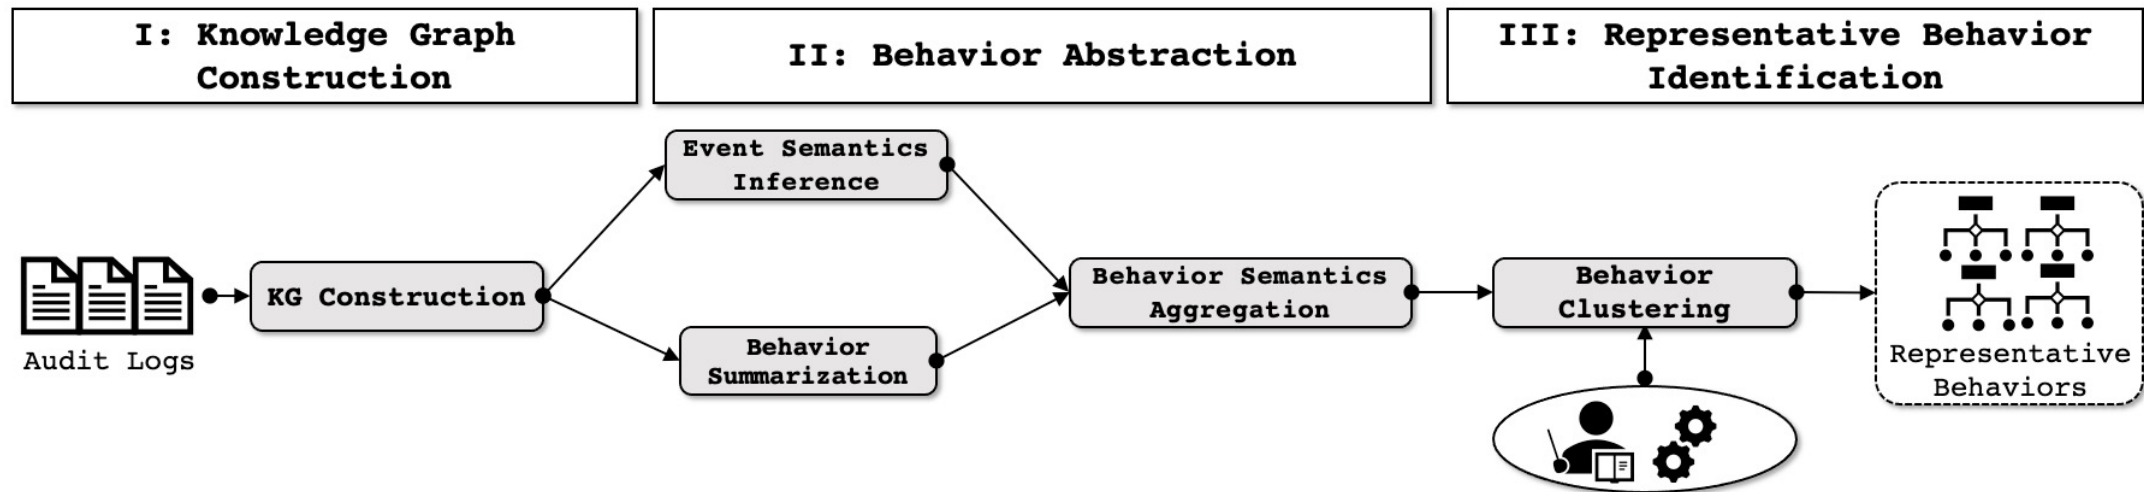 I: Knowledge Graph
Construction
II: Behavior Abstraction
III: Representative Behavior
Identification
Event Semantics
Inference
KG Construction
Audit Logs
Behavior
Summarization
Behavior Semantics
Aggregation
Behavior
Clustering
Representative
Behaviors